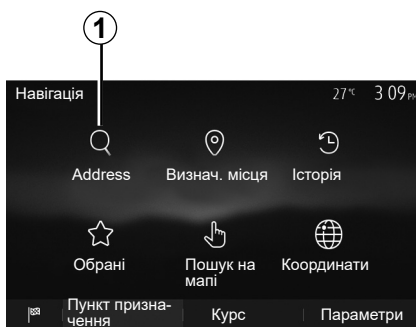 1
Навігація 27°C 3 09 PM
Address Визнач. місця Історія
Обрані Пошук на мапі Координати
Пункт призна-
чення Курс Параметри